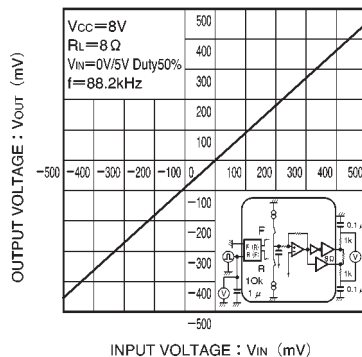 VCC=8V
RL=8Ω
VIN=0V/5V Duty50%
f=88.2kHz
500
400
300
200
100
-500 -400 -300 -200 -100 0 100 200 300 400 500
-100
-200
-300
-400
-500
OUTPUT VOLTAGE : VOUT (mV)
INPUT VOLTAGE : VIN (mV)
F
R
10k
1μ
8Ω
0.1μ
1k
1k
0.1μ
V
V